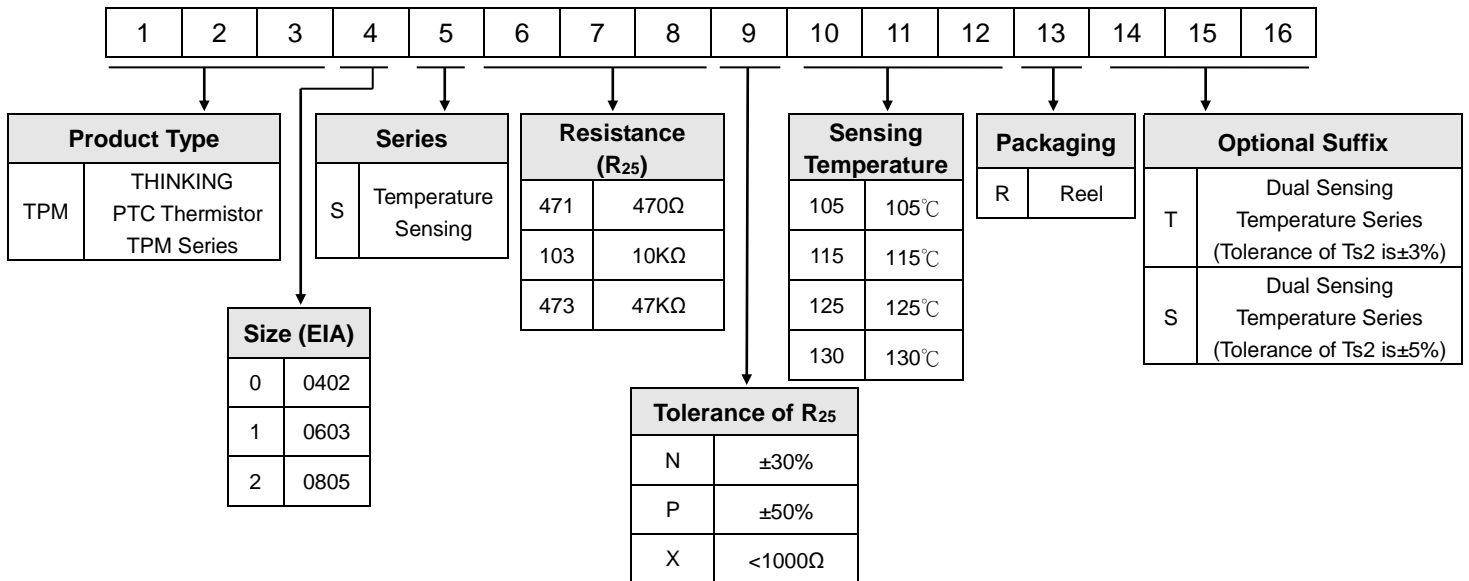 1 2 3 4 5 6 7 8 9 10 11 12 13 14 15 16
Product Type
TPM
THINKING
PTC Thermistor
TPM Series
Size (EIA)
0 0402
1 0603
2 0805
Series
S
Temperature
Sensing
Resistance
(R25)
471 470Ω
103 10KΩ
473 47KΩ
Tolerance of R25
N ±30%
P ±50%
X <1000Ω
Sensing
Temperature
105 105℃
115 115℃
125 125℃
130 130℃
Packaging
R Reel
Optional Suffix
T
Dual Sensing
Temperature Series
(Tolerance of Ts2 is±3%)
S
Dual Sensing
Temperature Series
(Tolerance of Ts2 is±5%)